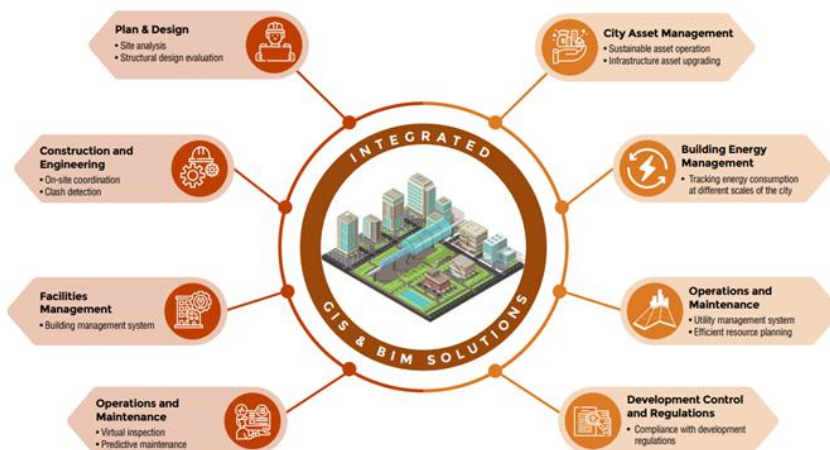 Plan & Design
• Site analysis
• Structural design evaluation
Construction and
Engineering
• On-site coordination
• Clash detection
Facilities
Management
• Building management system
Operations and
Maintenance
• Virtual inspection
• Predictive maintenance
INTEGRATED
GIS & BIM SOLUTIONS
City Asset Management
• Sustainable asset operation
• Infrastructure asset upgrading
Building Energy
Management
• Tracking energy consumption
at different scales of the city
Operations and
Maintenance
• Utility management system
• Efficient resource planning
Development Control
and Regulations
• Compliance with development
regulations